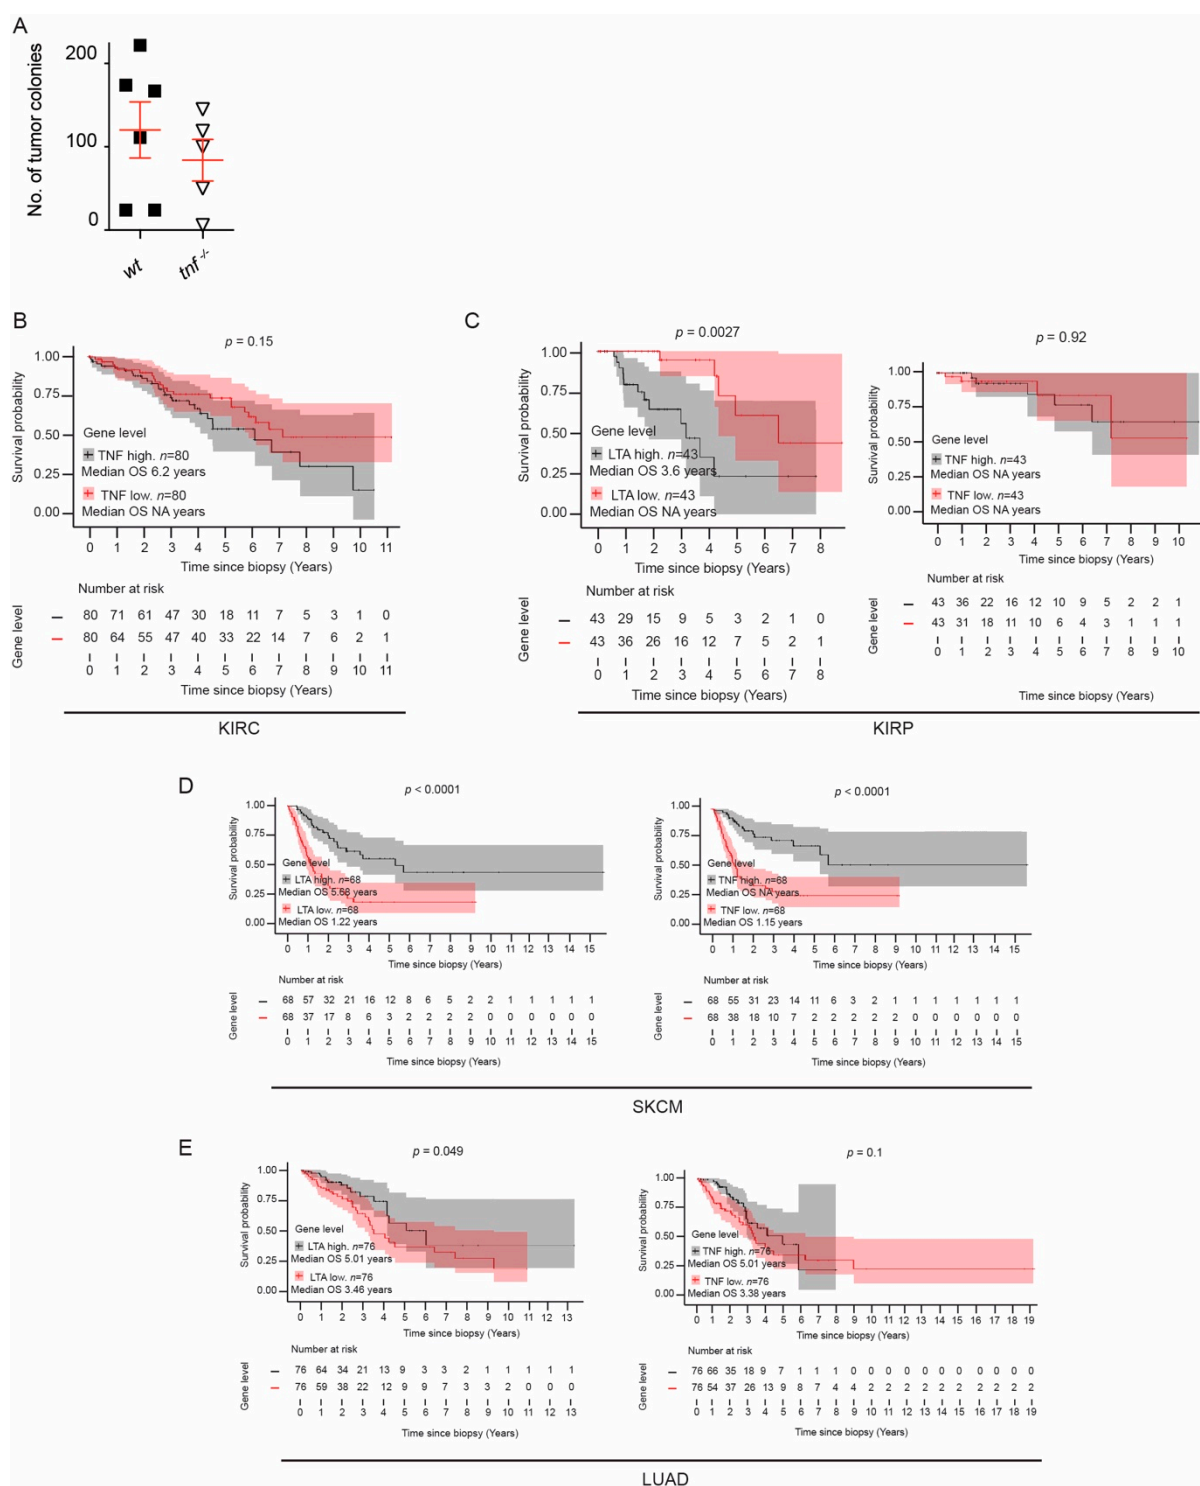 A
No. of tumor colonies
200
100
0
wt
tnf -/-
B
p = 0.15
Survival probability
1.00
0.75
0.50
0.25
0.00
Gene level
TNF high. n=80
Median OS 6.2 years
TNF low. n=80
Median OS NA years
0 1 2 3 4 5 6 7 8 9 10 11
Time since biopsy (Years)
Number at risk
Gene level
80 71 61 47 30 18 11 7 5 3 1 0
80 64 55 47 40 33 22 14 7 6 2 1
0 1 2 3 4 5 6 7 8 9 10 11
Time since biopsy (Years)
KIRC
C
p = 0.0027
Survival probability
1.00
0.75
0.50
0.25
0.00
Gene level
LTA high. n=43
Median OS 3.6 years
LTA low. n=43
Median OS NA years
0 1 2 3 4 5 6 7 8
Time since biopsy (Years)
Number at risk
Gene level
43 29 15 9 5 3 2 1 0
43 36 26 16 12 7 5 2 1
0 1 2 3 4 5 6 7 8
Time since biopsy (Years)
p = 0.92
Survival probability
1.00
0.75
0.50
0.25
0.00
Gene level
TNF high. n=43
Median OS NA years
TNF low. n=43
Median OS NA years
0 1 2 3 4 5 6 7 8 9 10
Time since biopsy (Years)
Number at risk
Gene level
43 36 22 16 12 10 9 5 2 2 1
43 31 18 11 10 6 4 3 1 1 1
0 1 2 3 4 5 6 7 8 9 10
Time since biopsy (Years)
KIRP
D
p < 0.0001
Survival probability
1.00
0.75
0.50
0.25
0.00
Gene level
LTA high. n=68
Median OS 5.68 years
LTA low. n=68
Median OS 1.22 years
0 1 2 3 4 5 6 7 8 9 10 11 12 13 14 15
Time since biopsy (Years)
Number at risk
Gene level
68 57 32 21 16 12 8 6 5 2 2 1 1 1 1 1
68 37 17 8 6 3 2 2 2 2 0 0 0 0 0 0
0 1 2 3 4 5 6 7 8 9 10 11 12 13 14 15
Time since biopsy (Years)
p < 0.0001
Survival probability
1.00
0.75
0.50
0.25
0.00
Gene level
TNF high. n=68
Median OS NA years
TNF low. n=68
Median OS 1.15 years
0 1 2 3 4 5 6 7 8 9 10 11 12 13 14 15
Time since biopsy (Years)
Number at risk
Gene level
68 55 31 23 14 11 6 3 2 1 1 1 1 1 1 1
68 38 18 10 7 2 2 2 2 2 0 0 0 0 0 0
0 1 2 3 4 5 6 7 8 9 10 11 12 13 14 15
Time since biopsy (Years)
SKCM
E
p = 0.049
Survival probability
1.00
0.75
0.50
0.25
0.00
Gene level
LTA high. n=76
Median OS 5.01 years
LTA low. n=76
Median OS 3.46 years
0 1 2 3 4 5 6 7 8 9 10 11 12 13
Time since biopsy (Years)
Number at risk
Gene level
76 64 34 21 13 9 3 3 2 1 1 1 1 1
76 59 38 22 12 9 9 7 3 3 2 0 0 0
0 1 2 3 4 5 6 7 8 9 10 11 12 13
Time since biopsy (Years)
p = 0.1
Survival probability
1.00
0.75
0.50
0.25
0.00
Gene level
TNF high. n=76
Median OS 5.01 years
TNF low. n=76
Median OS 3.38 years
0 1 2 3 4 5 6 7 8 9 10 11 12 13 14 15 16 17 18 19
Time since biopsy (Years)
Number at risk
Gene level
76 66 35 18 9 7 1 1 1 0 0 0 0 0 0 0 0 0 0 0
76 54 37 26 13 9 8 7 4 4 2 2 2 2 2 2 2 2 2 2
0 1 2 3 4 5 6 7 8 9 10 11 12 13 14 15 16 17 18 19
Time since biopsy (Years)
LUAD